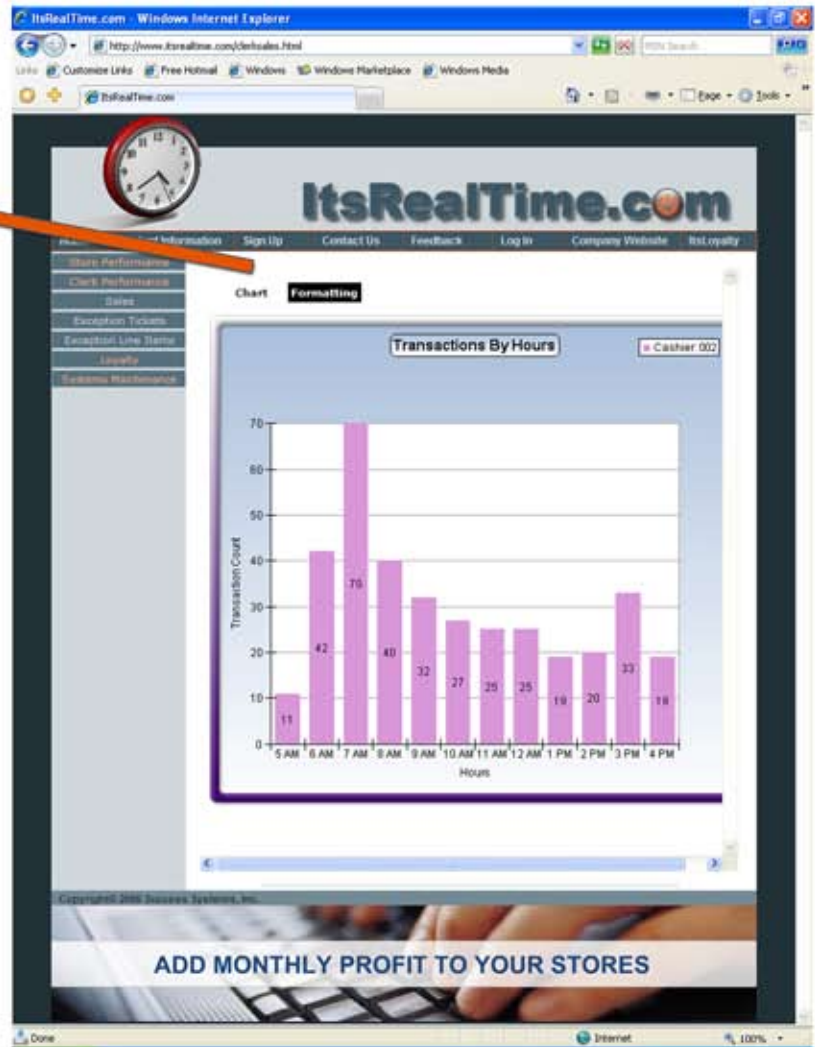 ItsRealTime.com - Windows Internet Explorer
http://www.itsrealtime.com/clerksales.html
Links Customize Links Free Hotmail Windows Windows Marketplace Windows Media
ItsRealTime.com Page Tools
ItsRealTime.com
Information Sign Up Contact Us Feedback Log In Company Website ItsLoyalty
Store Performance
Clerk Performance
Sales
Exception Tickets
Exception Line Items
Loyalty
Systems Maintenance
Chart Formatting
Transactions By Hours
Cashier 002
70
60
50
40
30
20
10
0
Transaction Count
11 42 70 40 32 27 25 25 19 20 33 19
5 AM 6 AM 7 AM 8 AM 9 AM 10 AM 11 AM 12 AM 1 PM 2 PM 3 PM 4 PM
Hours
Copyright© 2006 Success Systems, Inc.
ADD MONTHLY PROFIT TO YOUR STORES
Done Internet 100%